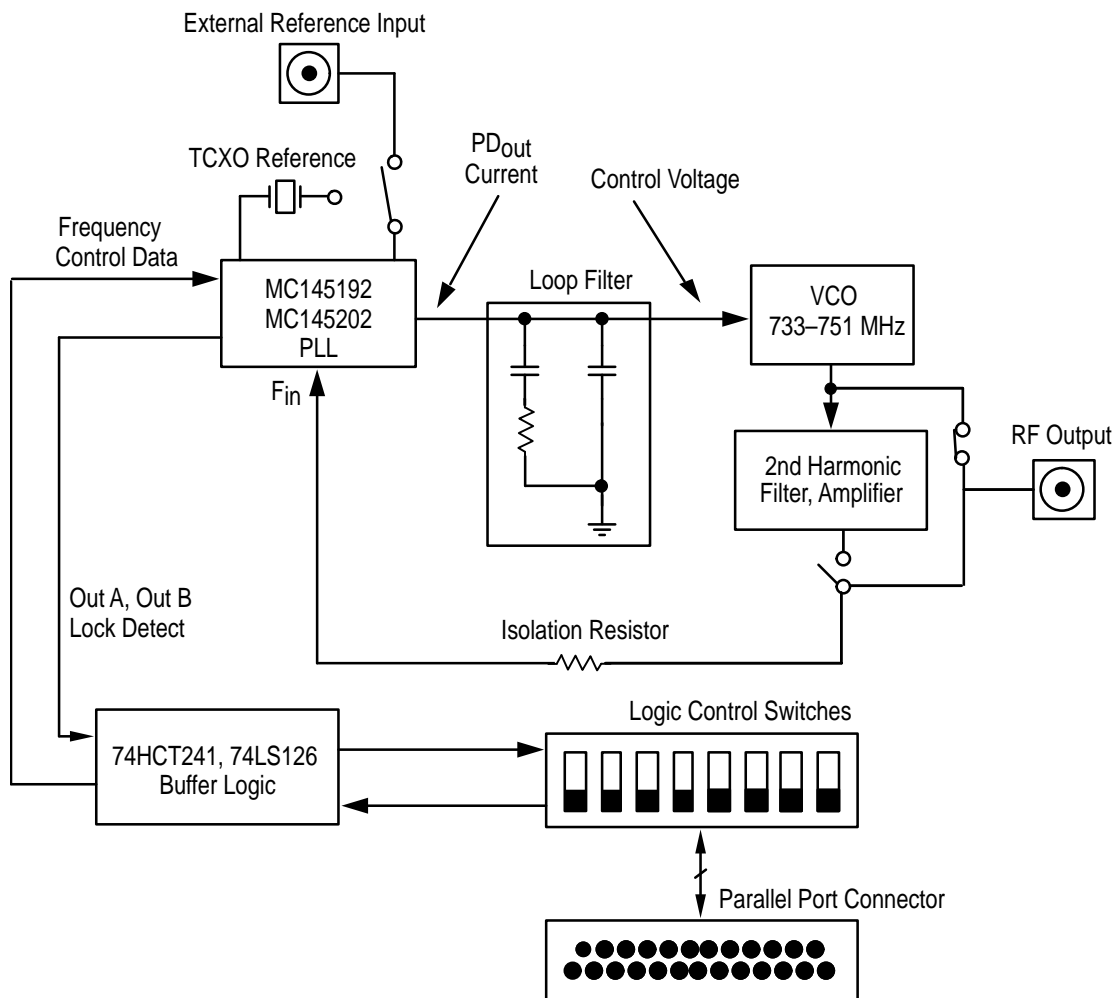 External Reference Input
TCXO Reference
PDout
Current
Control Voltage
Frequency
Control Data
MC145192
MC145202
PLL
Loop Filter
VCO
733–751 MHz
Fin
2nd Harmonic
Filter, Amplifier
RF Output
Out A, Out B
Lock Detect
Isolation Resistor
Logic Control Switches
74HCT241, 74LS126
Buffer Logic
Parallel Port Connector